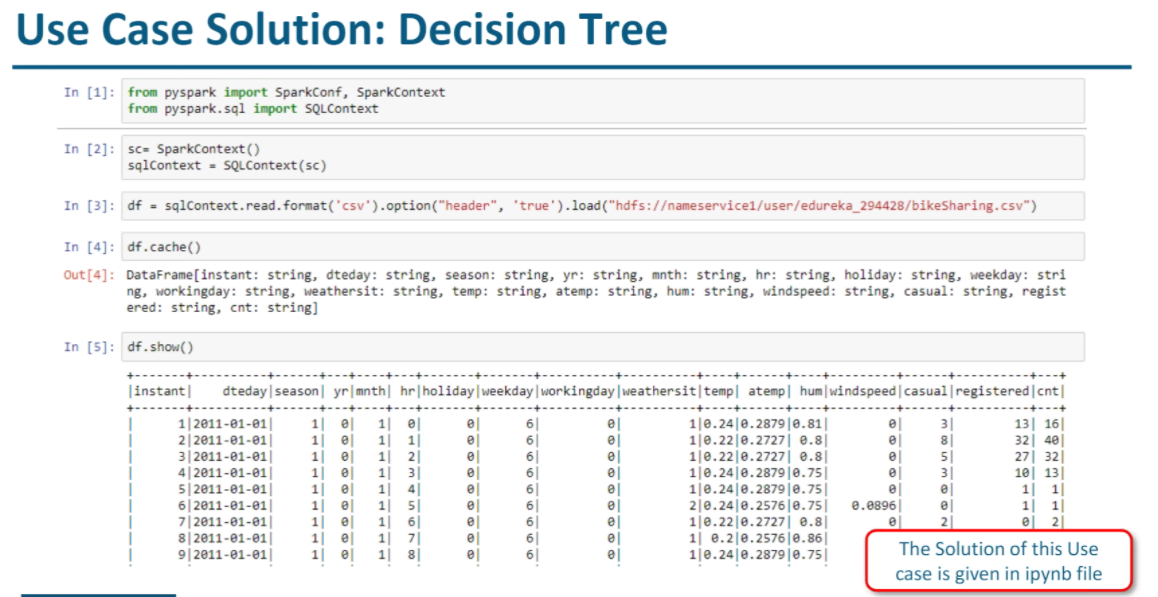 Use Case Solution: Decision Tree
In [1]: from pyspark import SparkConf, SparkContext
from pyspark.sql import SQLContext
In [2]: sc= SparkContext()
sqlContext = SQLContext(sc)
In [3]: df = sqlContext.read.format('csv').option("header", 'true').load("hdfs://nameservice1/user/edureka_294428/bikeSharing.csv")
In [4]: df.cache()
Out[4]: DataFrame[instant: string, dteday: string, season: string, yr: string, mnth: string, hr: string, holiday: string, weekday: stri
ng, workingday: string, weathersit: string, temp: string, atemp: string, hum: string, windspeed: string, casual: string, regist
ered: string, cnt: string]
In [5]: df.show()
+-------+----------+------+---+----+---+-------+-------+----------+----------+----+------+----+---------+------+----------+---+
|instant|    dteday|season| yr|mnth| hr|holiday|weekday|workingday|weathersit|temp| atemp| hum|windspeed|casual|registered|cnt|
+-------+----------+------+---+----+---+-------+-------+----------+----------+----+------+----+---------+------+----------+---+
|      1|2011-01-01|     1|  0|   1|  0|      0|      6|         0|         1|0.24|0.2879|0.81|        0|     3|        13| 16|
|      2|2011-01-01|     1|  0|   1|  1|      0|      6|         0|         1|0.22|0.2727| 0.8|        0|     8|        32| 40|
|      3|2011-01-01|     1|  0|   1|  2|      0|      6|         0|         1|0.22|0.2727| 0.8|        0|     5|        27| 32|
|      4|2011-01-01|     1|  0|   1|  3|      0|      6|         0|         1|0.24|0.2879|0.75|        0|     3|        10| 13|
|      5|2011-01-01|     1|  0|   1|  4|      0|      6|         0|         1|0.24|0.2879|0.75|        0|     0|         1|  1|
|      6|2011-01-01|     1|  0|   1|  5|      0|      6|         0|         2|0.24|0.2576|0.75|   0.0896|     0|         1|  1|
|      7|2011-01-01|     1|  0|   1|  6|      0|      6|         0|         1|0.22|0.2727| 0.8|        0|     2|         0|  2|
|      8|2011-01-01|     1|  0|   1|  7|      0|      6|         0|         1| 0.2|0.2576|0.86|
|      9|2011-01-01|     1|  0|   1|  8|      0|      6|         0|         1|0.24|0.2879|0.75|
The Solution of this Use
case is given in ipynb file